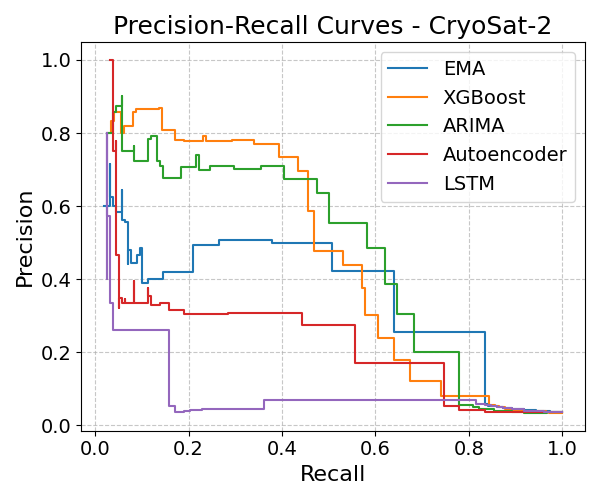 Precision-Recall Curves - CryoSat-2
EMA
XGBoost
ARIMA
Autoencoder
LSTM
Precision
1.0
0.8
0.6
0.4
0.2
0.0
0.0 0.2 0.4 0.6 0.8 1.0
Recall